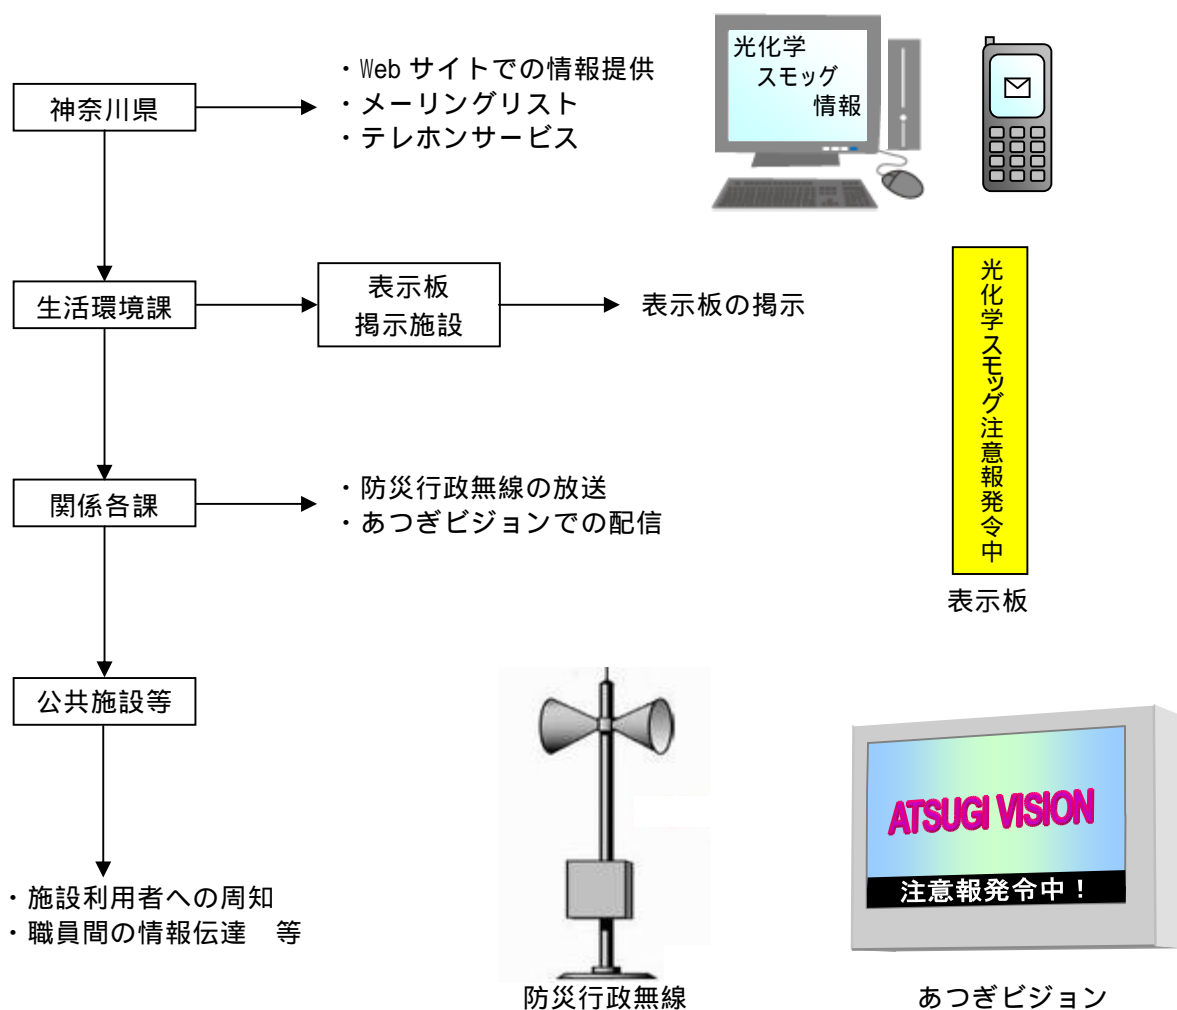 神奈川県
・Web サイトでの情報提供
・メーリングリスト
・テレホンサービス
光化学
スモッグ
情報
生活環境課
表示板
掲示施設
表示板の掲示
光化学スモッグ注意報発令中
表示板
関係各課
・防災行政無線の放送
・あつぎビジョンでの配信
公共施設等
・施設利用者への周知
・職員間の情報伝達　等
防災行政無線
ATSUGI VISION
注意報発令中！
あつぎビジョン